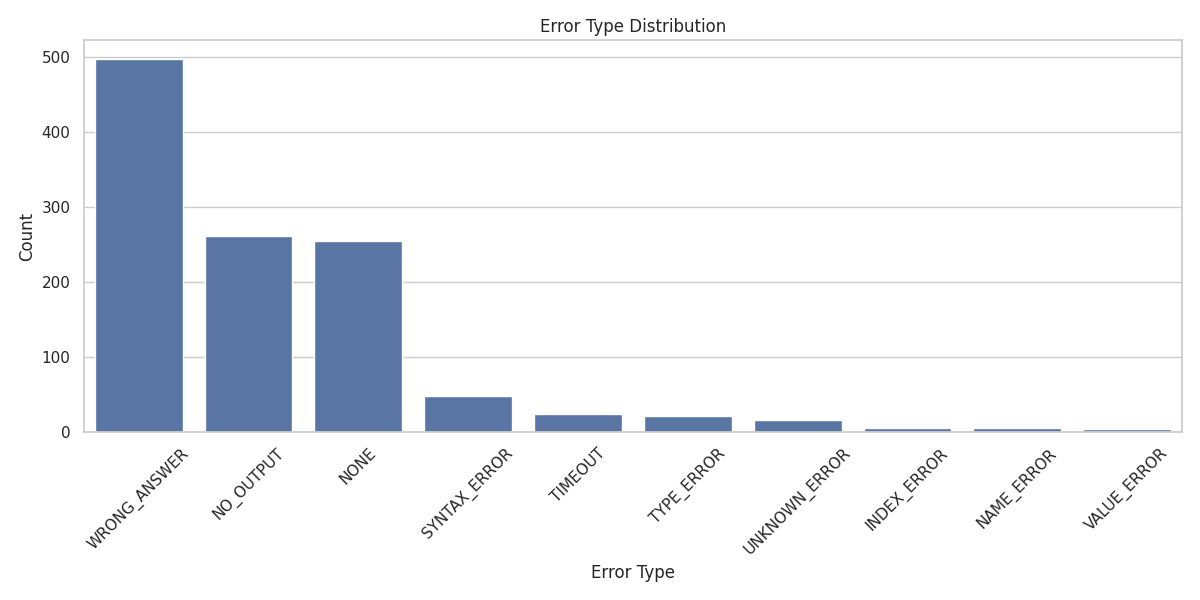 Error Type Distribution
Count
500
400
300
200
100
0
WRONG_ANSWER
NO_OUTPUT
NONE
SYNTAX_ERROR
TIMEOUT
TYPE_ERROR
UNKNOWN_ERROR
INDEX_ERROR
NAME_ERROR
VALUE_ERROR
Error Type